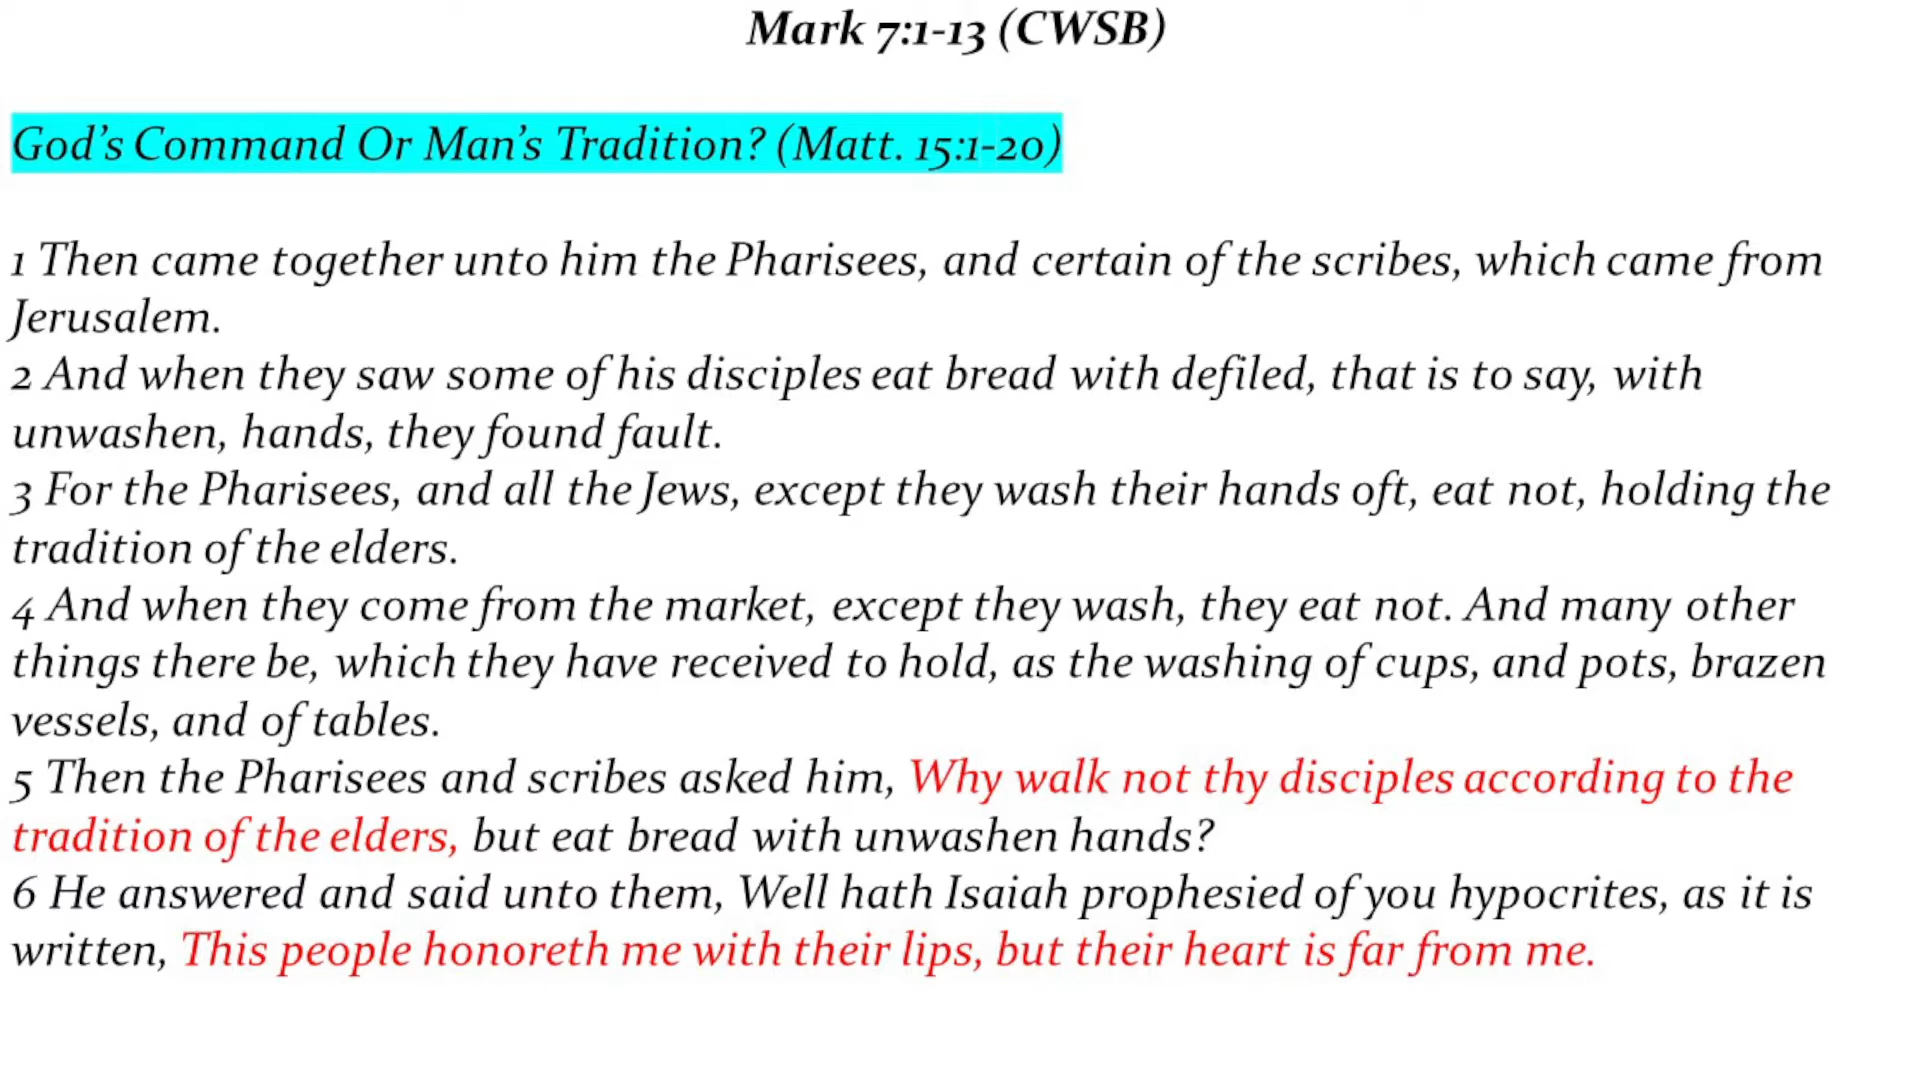 Mark 7:1-13 (CWSB)
God’s Command Or Man’s Tradition? (Matt. 15:1-20)
1 Then came together unto him the Pharisees, and certain of the scribes, which came from
Jerusalem.
2 And when they saw some of his disciples eat bread with defiled, that is to say, with
unwashen, hands, they found fault.
3 For the Pharisees, and all the Jews, except they wash their hands oft, eat not, holding the
tradition of the elders.
4 And when they come from the market, except they wash, they eat not. And many other
things there be, which they have received to hold, as the washing of cups, and pots, brazen
vessels, and of tables.
5 Then the Pharisees and scribes asked him, Why walk not thy disciples according to the
tradition of the elders, but eat bread with unwashen hands?
6 He answered and said unto them, Well hath Isaiah prophesied of you hypocrites, as it is
written, This people honoreth me with their lips, but their heart is far from me.